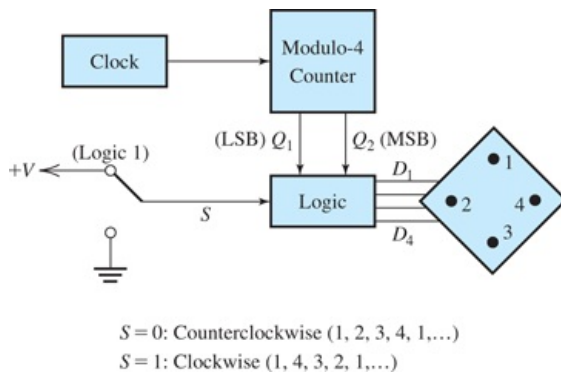 Clock
Modulo-4
Counter
(LSB) Q₁
Q₂ (MSB)
+V
(Logic 1)
S
Logic
D₁
D₄
1
2
4
3
S = 0: Counterclockwise (1, 2, 3, 4, 1,...)
S = 1: Clockwise (1, 4, 3, 2, 1,...)